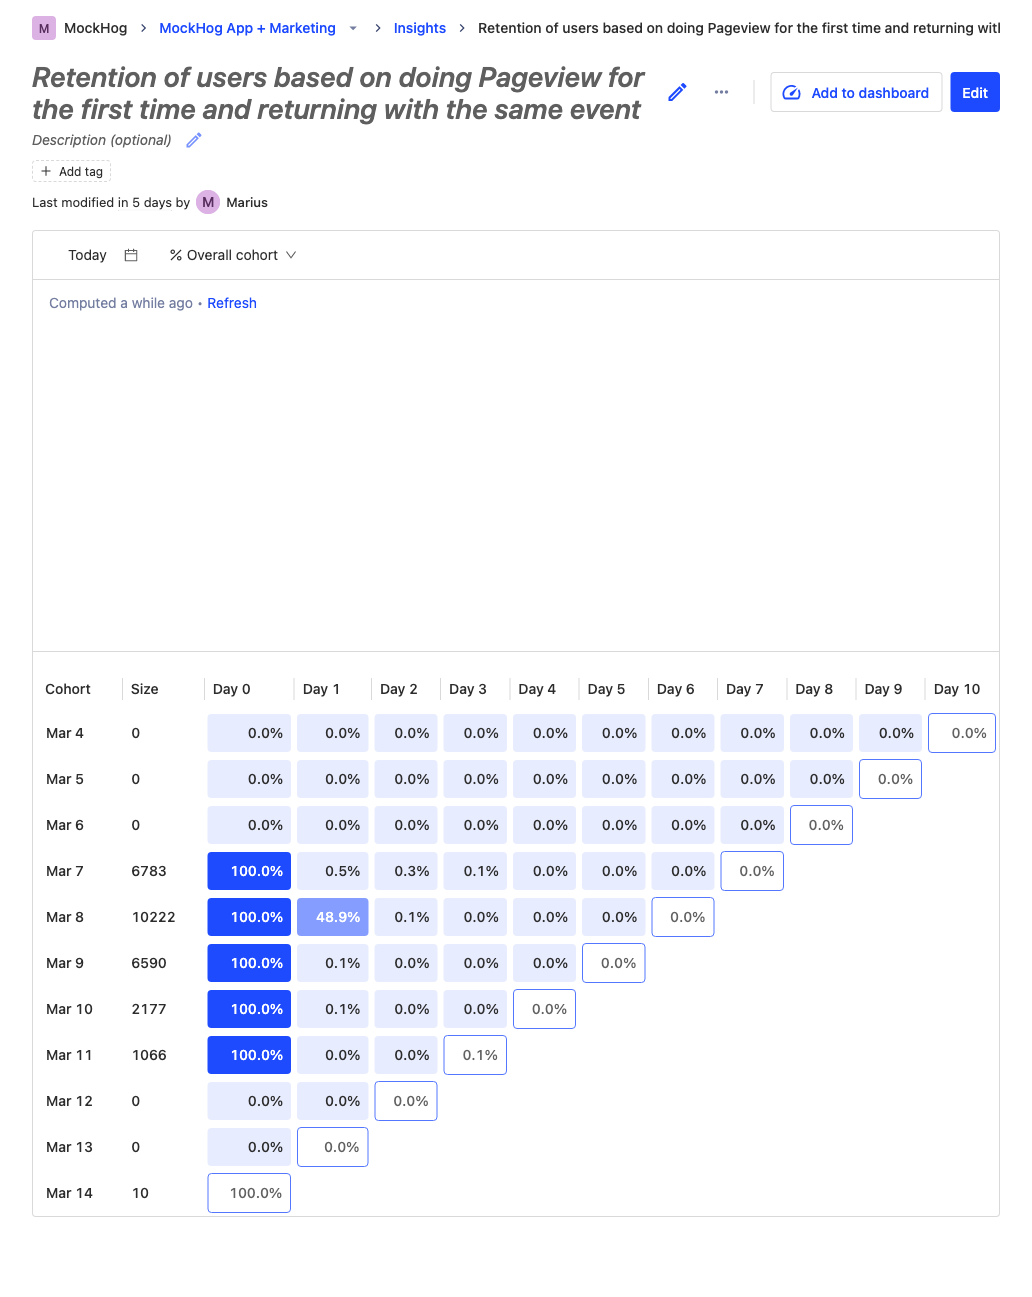 M MockHog > MockHog App + Marketing > Insights > Retention of users based on doing Pageview for the first time and returning with
Retention of users based on doing Pageview for
the first time and returning with the same event
Add to dashboard Edit
Description (optional)
+ Add tag
Last modified in 5 days by M Marius
Today % Overall cohort
Computed a while ago • Refresh
Cohort Size Day 0 Day 1 Day 2 Day 3 Day 4 Day 5 Day 6 Day 7 Day 8 Day 9 Day 10
Mar 4 0 0.0% 0.0% 0.0% 0.0% 0.0% 0.0% 0.0% 0.0% 0.0% 0.0% 0.0%
Mar 5 0 0.0% 0.0% 0.0% 0.0% 0.0% 0.0% 0.0% 0.0% 0.0% 0.0%
Mar 6 0 0.0% 0.0% 0.0% 0.0% 0.0% 0.0% 0.0% 0.0% 0.0%
Mar 7 6783 100.0% 0.5% 0.3% 0.1% 0.0% 0.0% 0.0% 0.0%
Mar 8 10222 100.0% 48.9% 0.1% 0.0% 0.0% 0.0% 0.0%
Mar 9 6590 100.0% 0.1% 0.0% 0.0% 0.0% 0.0%
Mar 10 2177 100.0% 0.1% 0.0% 0.0% 0.0%
Mar 11 1066 100.0% 0.0% 0.0% 0.1%
Mar 12 0 0.0% 0.0% 0.0%
Mar 13 0 0.0% 0.0%
Mar 14 10 100.0%